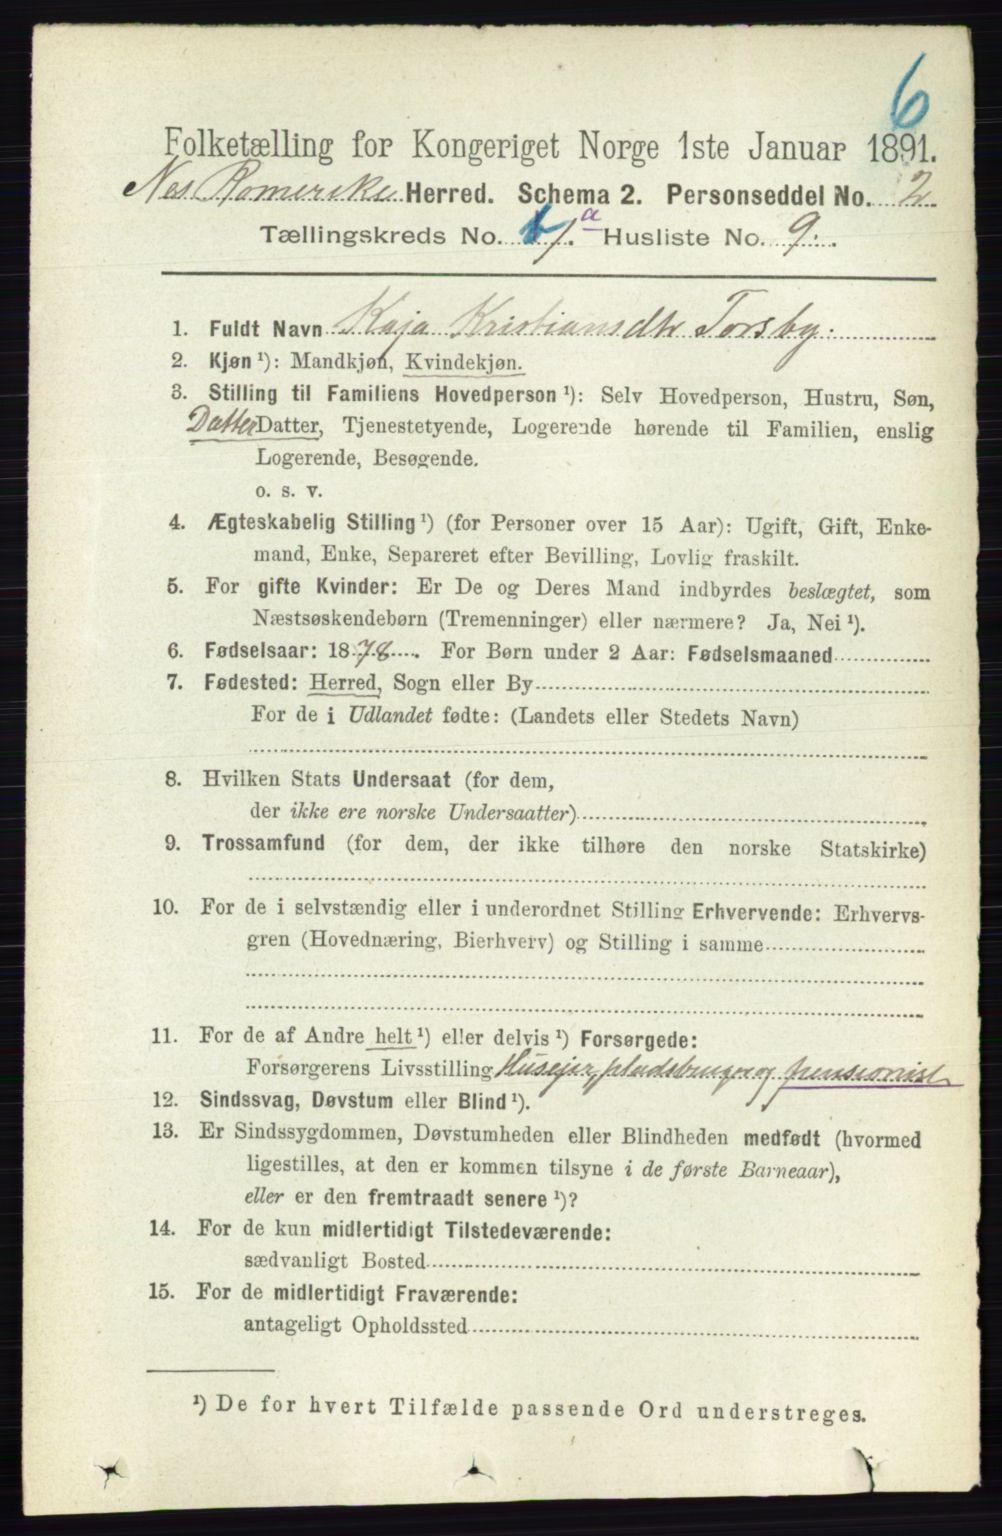 6
Folketælling for Kongeriget Norge 1ste Januar 1891.
Nes Romerike Herred. Schema 2. Personseddel No. 2.
Tællingskreds No. 7. a Husliste No. 9.
1. Fuldt Navn Kaja Kristiansdtr Torsby.
2. Kjøn ¹): Mandkjøn, Kvindekjøn.
3. Stilling til Familiens Hovedperson ¹): Selv Hovedperson, Hustru, Søn,
Datter Datter, Tjenestetyende, Logerende hørende til Familien, enslig
Logerende, Besøgende.
o. s. v.
4. Ægteskabelig Stilling ¹) (for Personer over 15 Aar): Ugift, Gift, Enke-
mand, Enke, Separeret efter Bevilling, Lovlig fraskilt.
5. For gifte Kvinder: Er De og Deres Mand indbyrdes beslægtet, som
Næstsøskendebørn (Tremenninger) eller nærmere? Ja, Nei ¹).
6. Fødselsaar: 1878. For Børn under 2 Aar: Fødselsmaaned
7. Fødested: Herred, Sogn eller By
For de i Udlandet fødte: (Landets eller Stedets Navn)
8. Hvilken Stats Undersaat (for dem,
der ikke ere norske Undersaatter)
9. Trossamfund (for dem, der ikke tilhøre den norske Statskirke)
10. For de i selvstændig eller i underordnet Stilling Erhvervende: Erhvervs-
gren (Hovednæring, Bierhverv) og Stilling i samme
11. For de af Andre helt ¹) eller delvis ¹) Forsørgede:
Forsørgerens Livsstilling Huseier, pladsbruger og pensionist
12. Sindssvag, Døvstum eller Blind ¹).
13. Er Sindssygdommen, Døvstumheden eller Blindheden medfødt (hvormed
ligestilles, at den er kommen tilsyne i de første Barneaar),
eller er den fremtraadt senere ¹)?
14. For de kun midlertidigt Tilstedeværende:
sædvanligt Bosted
15. For de midlertidigt Fraværende:
antageligt Opholdssted
¹) De for hvert Tilfælde passende Ord understreges.